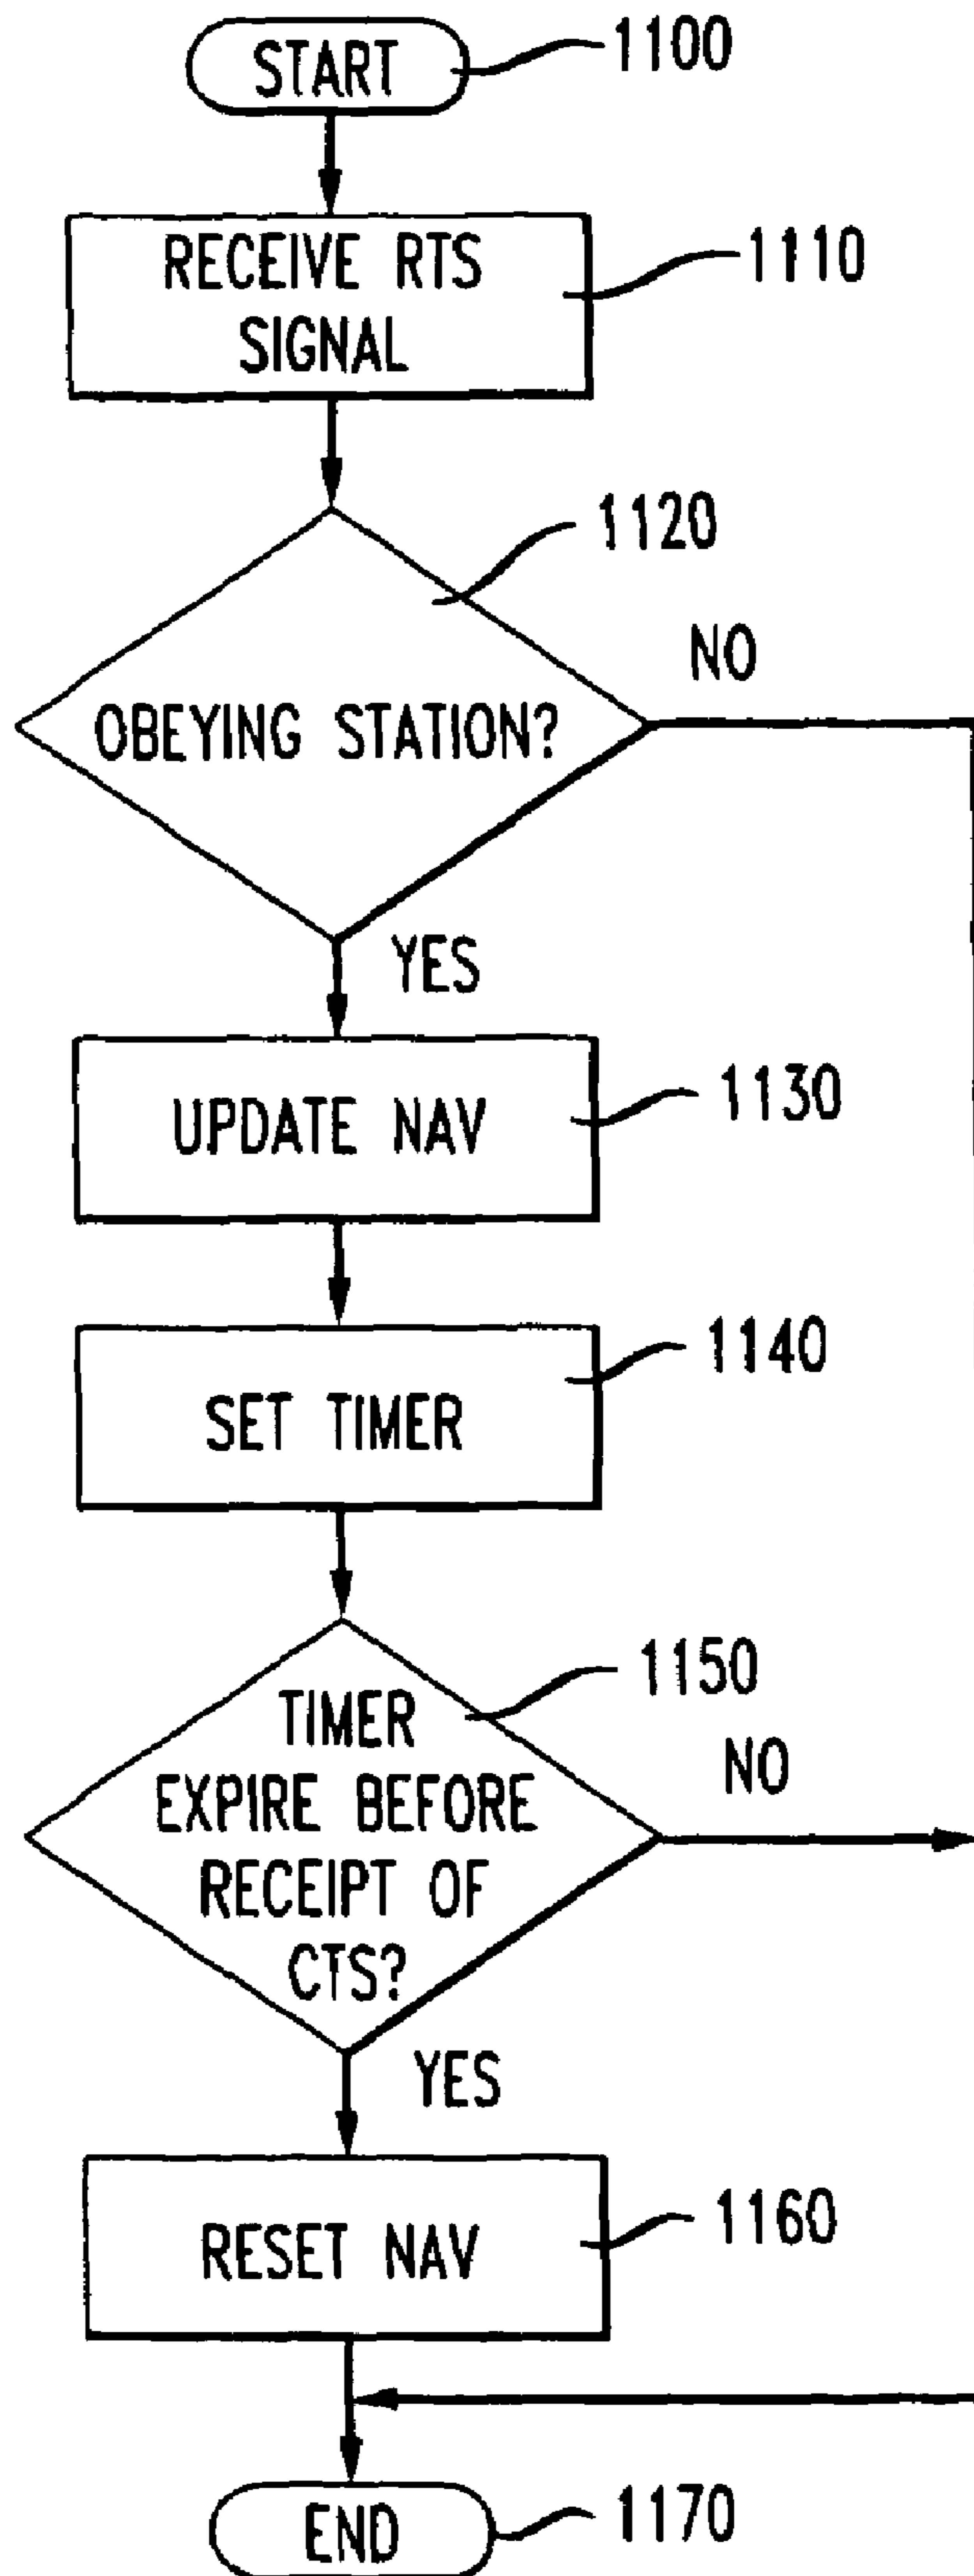 START
1100
RECEIVE RTS
SIGNAL
1110
1120
OBEYING STATION?
NO
YES
UPDATE NAV
1130
SET TIMER
1140
1150
TIMER
EXPIRE BEFORE
RECEIPT OF
CTS?
NO
YES
RESET NAV
1160
END
1170